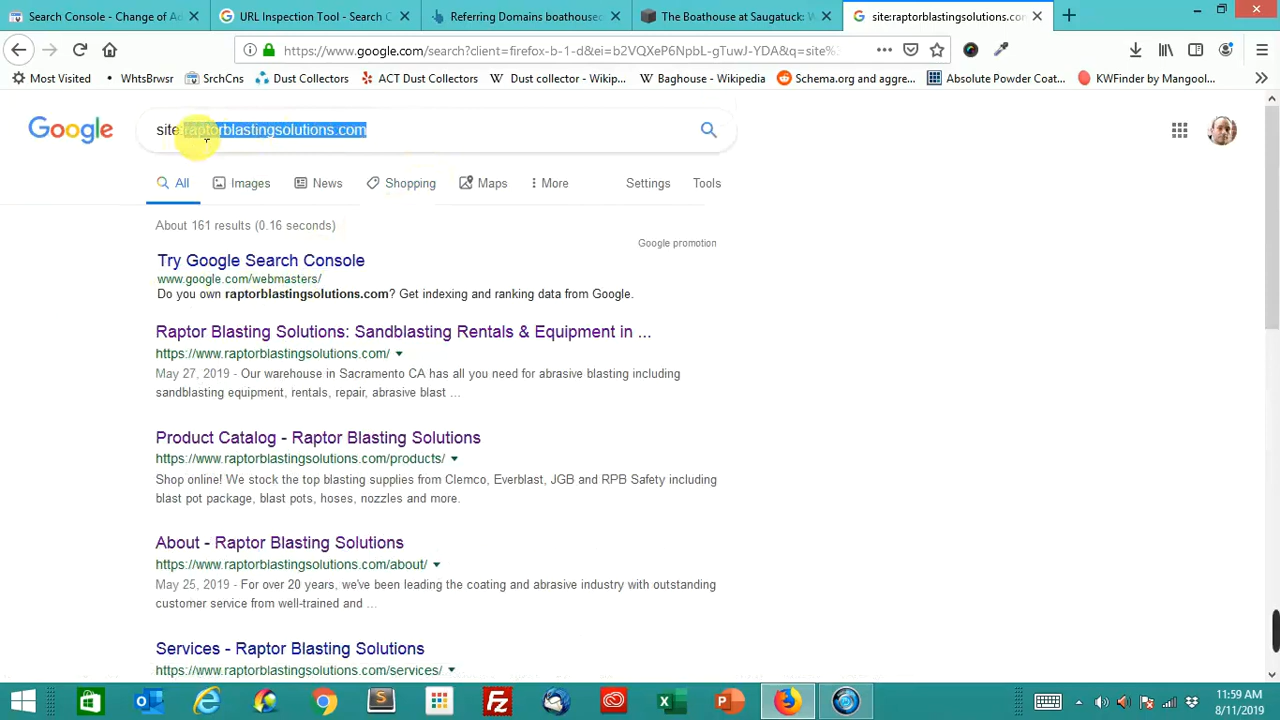 Search Console - Change of Ad
URL Inspection Tool - Search C
Referring Domains boathoused
The Boathouse at Saugatuck: W
site:raptorblastingsolutions.com
https://www.google.com/search?client=firefox-b-1-d&ei=b2VQXeP6NpbL-gTuwJ-YDA&q=site%
Most Visited
WhtsBrwsr
SrchCns
Dust Collectors
ACT Dust Collectors
Dust collector - Wikip...
Baghouse - Wikipedia
Schema.org and aggre...
Absolute Powder Coat...
KWFinder by Mangool...
Google
site:raptorblastingsolutions.com
All
Images
News
Shopping
Maps
More
Settings
Tools
About 161 results (0.16 seconds)
Google promotion
Try Google Search Console
www.google.com/webmasters/
Do you own raptorblastingsolutions.com? Get indexing and ranking data from Google.
Raptor Blasting Solutions: Sandblasting Rentals & Equipment in ...
https://www.raptorblastingsolutions.com/
May 27, 2019 - Our warehouse in Sacramento CA has all you need for abrasive blasting including
sandblasting equipment, rentals, repair, abrasive blast ...
Product Catalog - Raptor Blasting Solutions
https://www.raptorblastingsolutions.com/products/
Shop online! We stock the top blasting supplies from Clemco, Everblast, JGB and RPB Safety including
blast pot package, blast pots, hoses, nozzles and more.
About - Raptor Blasting Solutions
https://www.raptorblastingsolutions.com/about/
May 25, 2019 - For over 20 years, we've been leading the coating and abrasive industry with outstanding
customer service from well-trained and ...
Services - Raptor Blasting Solutions
https://www.raptorblastingsolutions.com/services/
11:59 AM
8/11/2019